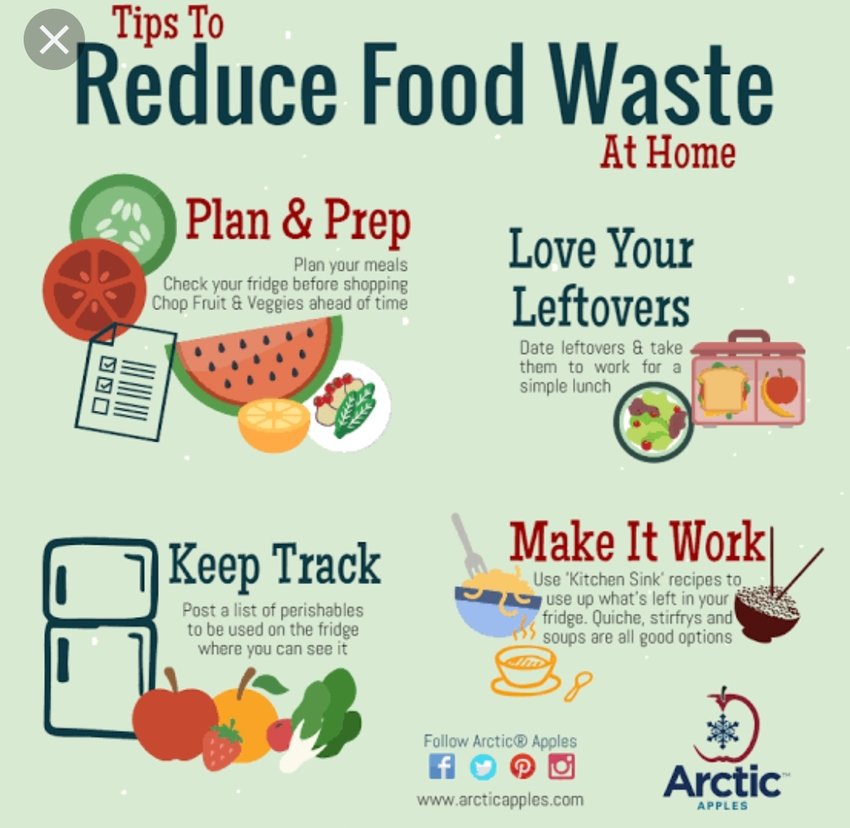 Tips To
Reduce Food Waste
At Home
Plan & Prep
Plan your meals
Check your fridge before shopping
Chop Fruit & Veggies ahead of time
Love Your
Leftovers
Date leftovers & take
them to work for a
simple lunch
Keep Track
Post a list of perishables
to be used on the fridge
where you can see it
Make It Work
Use 'Kitchen Sink' recipes to
use up what's left in your
fridge. Quiche, stirfrys and
soups are all good options
Follow Arctic® Apples
www.arcticapples.com
Arctic™
APPLES